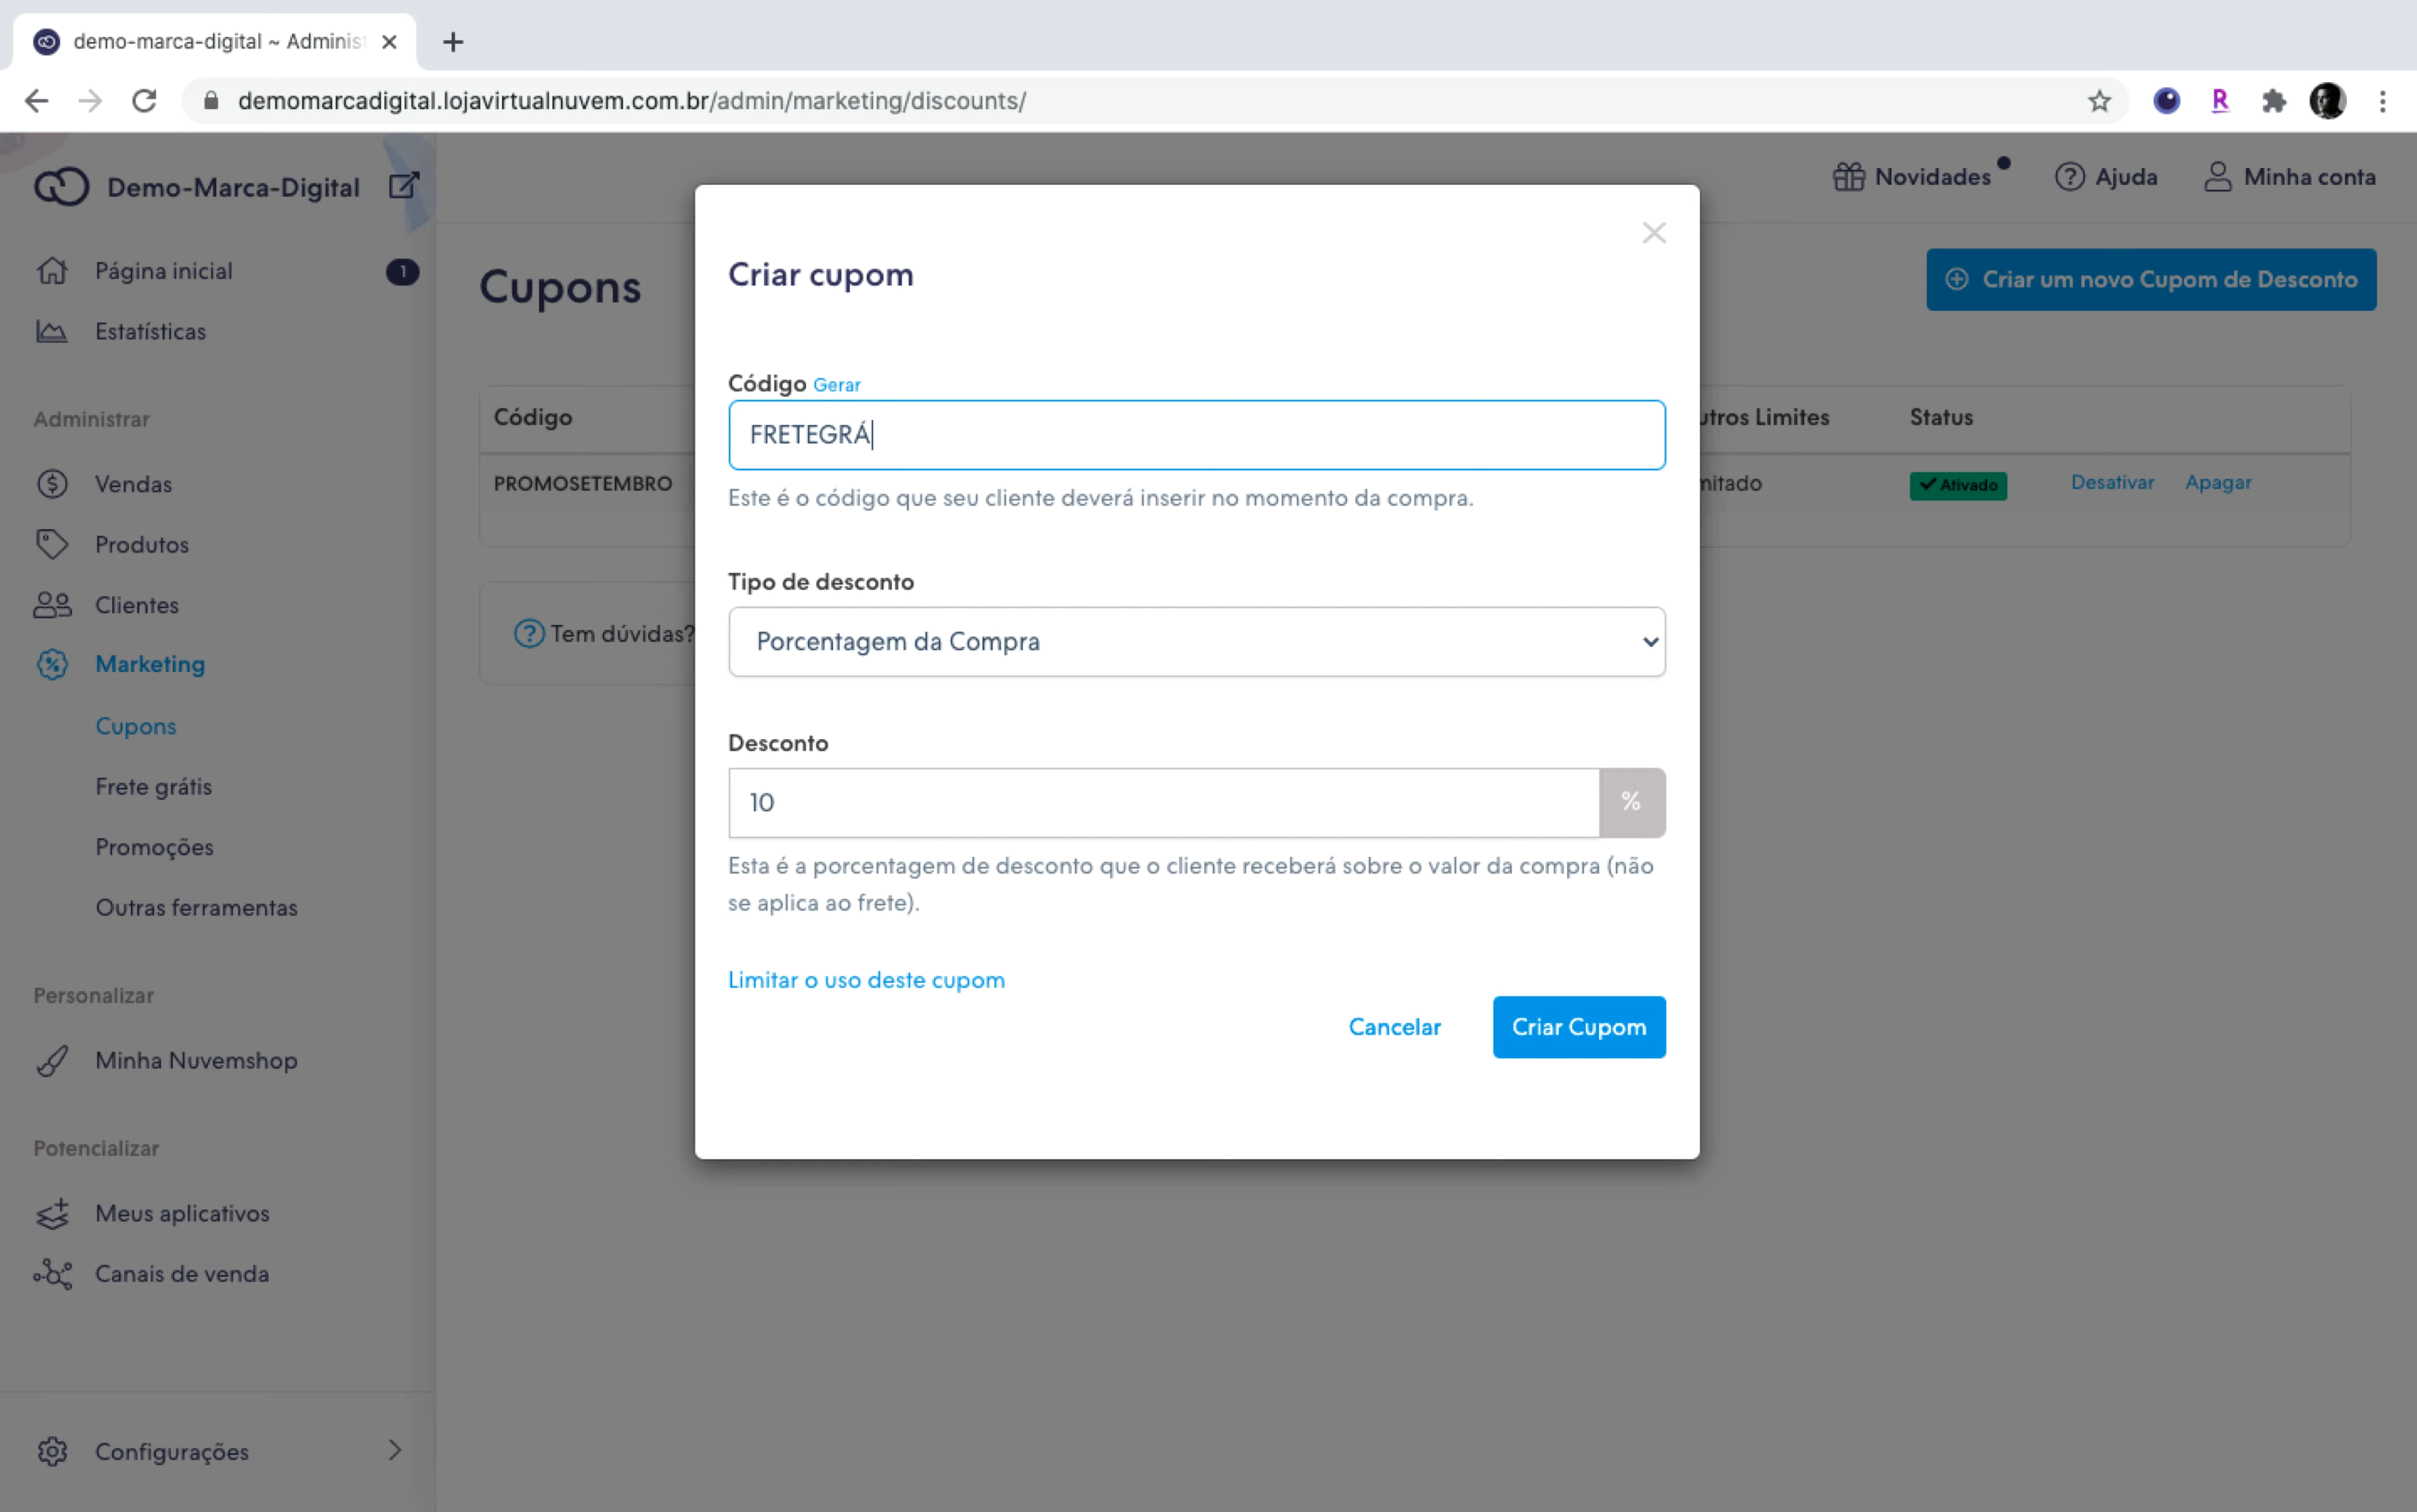 demo-marca-digital ~ Adminis
demomarcadigital.lojavirtualnuvem.com.br/admin/marketing/discounts/
R
Demo-Marca-Digital
Novidades
Ajuda
Minha conta
Página inicial
1
Estatísticas
Administrar
Vendas
Produtos
Clientes
Marketing
Cupons
Frete grátis
Promoções
Outras ferramentas
Personalizar
Minha Nuvemshop
Potencializar
Meus aplicativos
Canais de venda
Configurações
Cupons
Criar um novo Cupom de Desconto
Código
utros Limites
Status
PROMOSETEMBRO
mitado
Ativado
Desativar
Apagar
Tem dúvidas?
Criar cupom
Código Gerar
FRETEGRÁ
Este é o código que seu cliente deverá inserir no momento da compra.
Tipo de desconto
Porcentagem da Compra
Desconto
10
%
Esta é a porcentagem de desconto que o cliente receberá sobre o valor da compra (não
se aplica ao frete).
Limitar o uso deste cupom
Cancelar
Criar Cupom